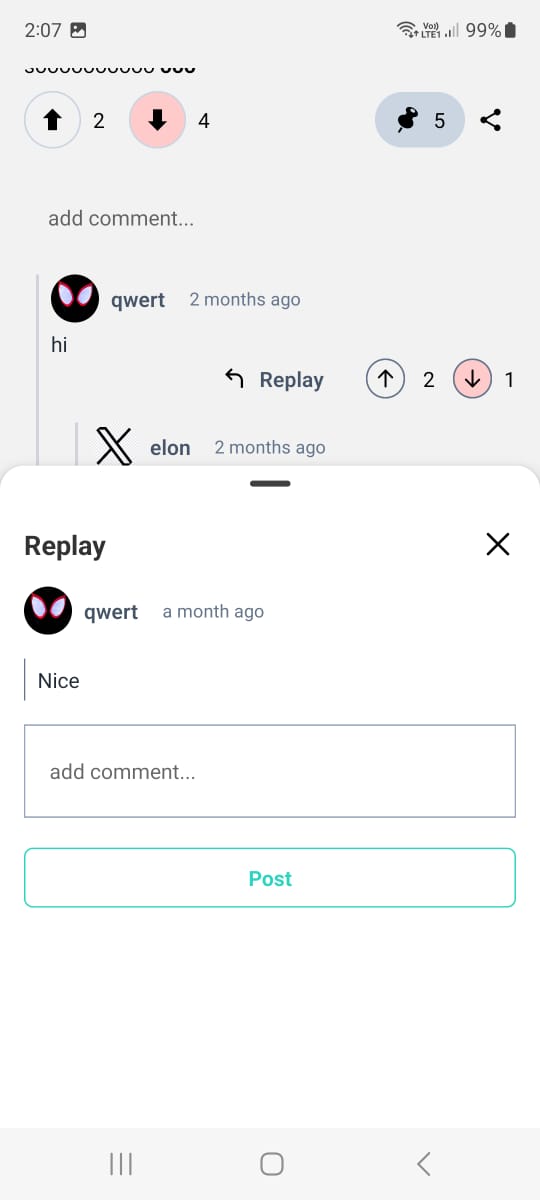 2:07
Vo)) LTE1 99%
2 4 5
add comment...
qwert 2 months ago
hi
Replay 2 1
elon 2 months ago
Replay
qwert a month ago
Nice
add comment...
Post